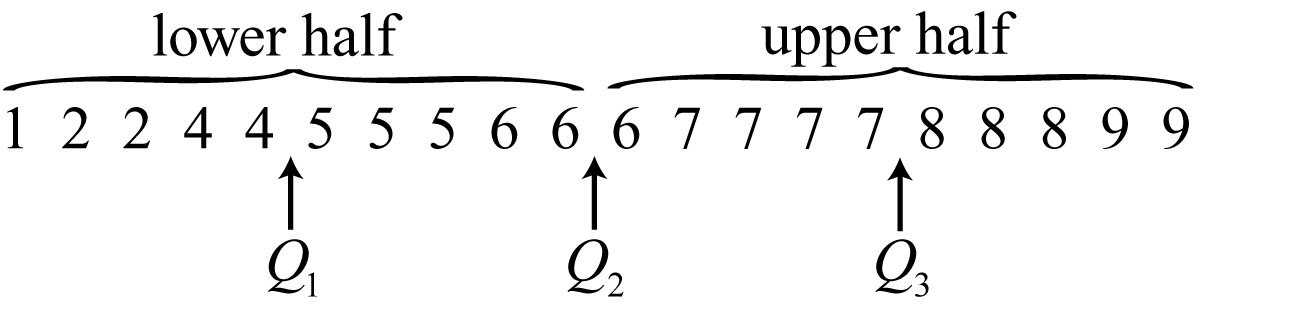 lower half upper half
1 2 2 4 4 5 5 5 6 6 6 7 7 7 7 8 8 8 9 9
Q₁ Q₂ Q₃